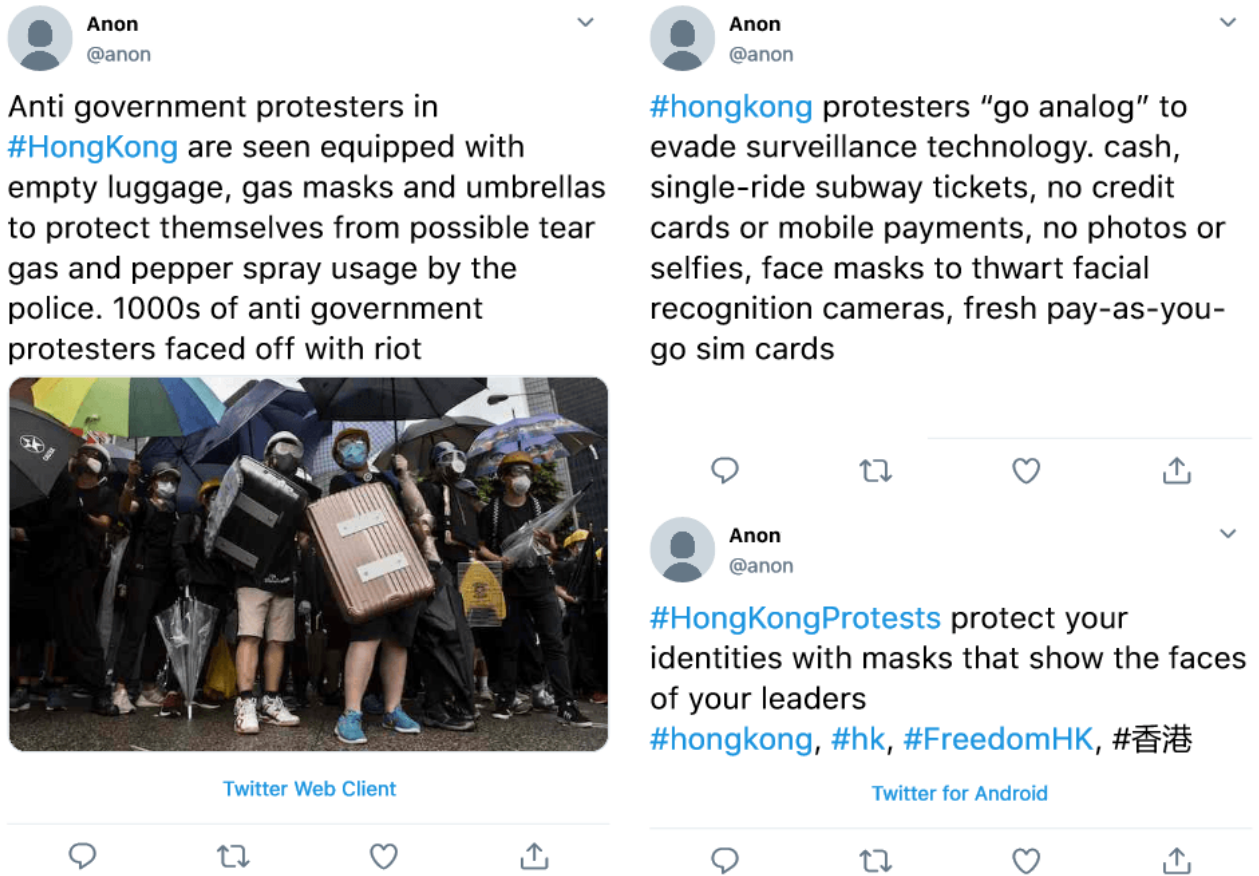 Anon
@anon
Anti government protesters in
#HongKong are seen equipped with
empty luggage, gas masks and umbrellas
to protect themselves from possible tear
gas and pepper spray usage by the
police. 1000s of anti government
protesters faced off with riot
Twitter Web Client
Anon
@anon
#hongkong protesters “go analog” to
evade surveillance technology. cash,
single-ride subway tickets, no credit
cards or mobile payments, no photos or
selfies, face masks to thwart facial
recognition cameras, fresh pay-as-you-
go sim cards
Anon
@anon
#HongKongProtests protect your
identities with masks that show the faces
of your leaders
#hongkong, #hk, #FreedomHK, #香港
Twitter for Android